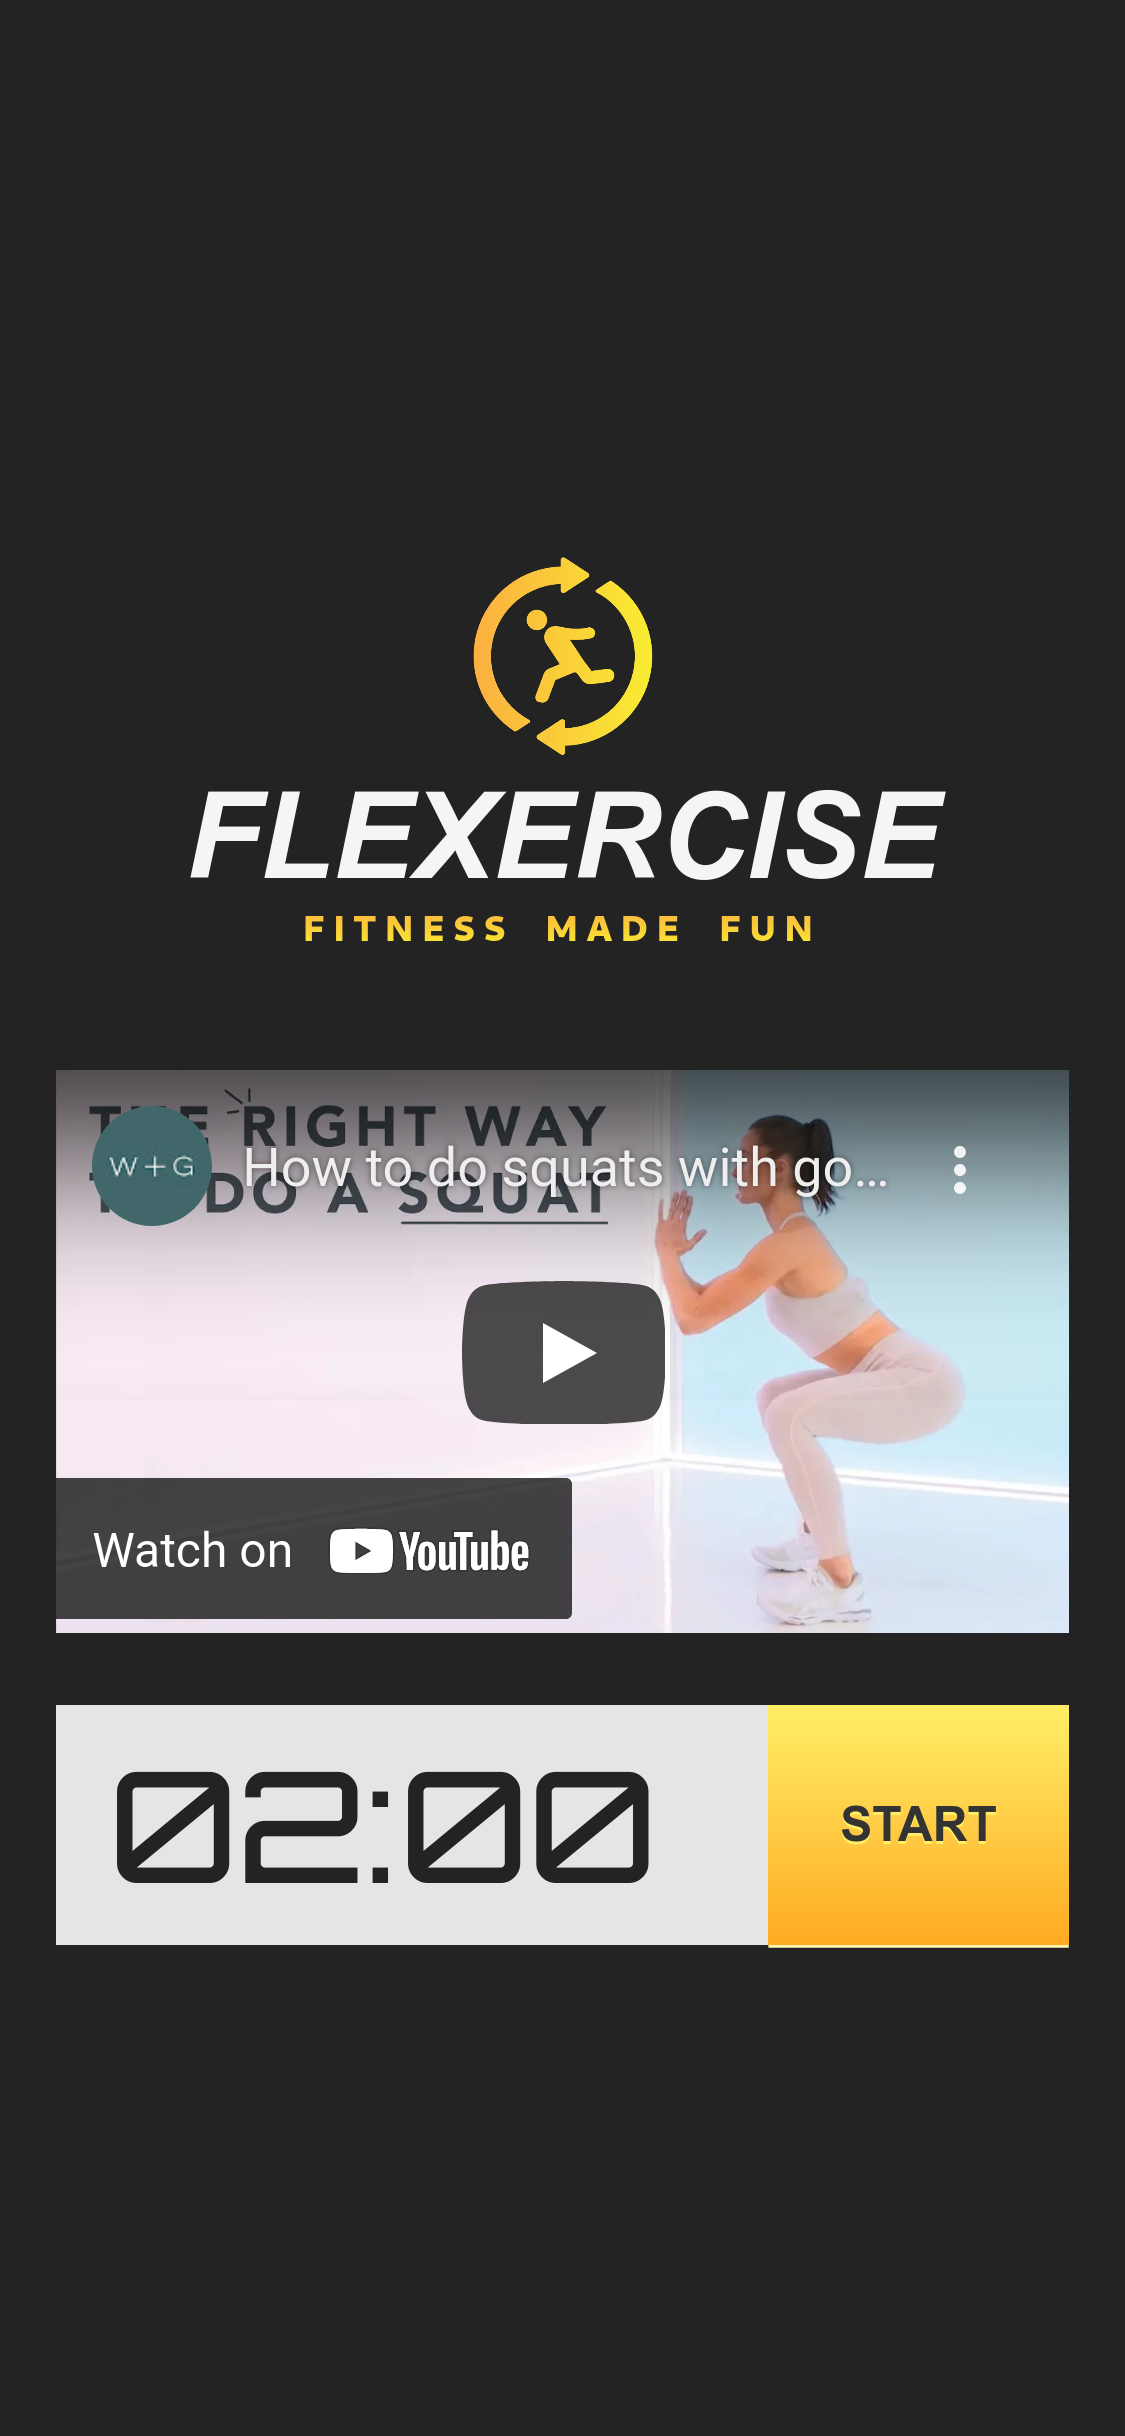 FLEXERCISE
FITNESS MADE FUN
THE RIGHT WAY
W+G
How to do squats with go...
DO A SQUAT
Watch on YouTube
02:00
START